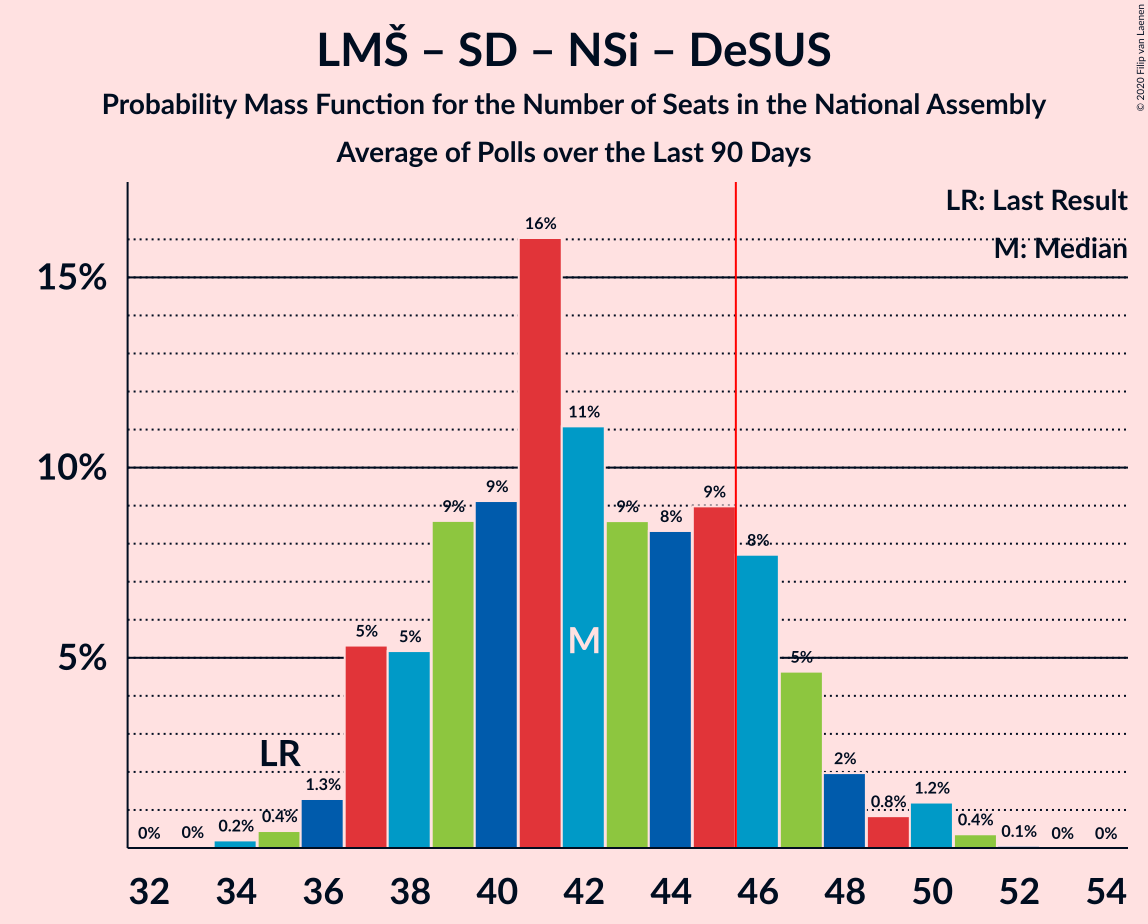 LMŠ – SD – NSi – DeSUS
Probability Mass Function for the Number of Seats in the National Assembly
Average of Polls over the Last 90 Days
© 2020 Filip van Laenen
LR: Last Result
M: Median
15%
10%
5%
0% 0% 0.2% 0.4% 1.3% 5% 5% 9% 9% 16% 11% 9% 8% 9% 8% 5% 2% 0.8% 1.2% 0.4% 0.1% 0% 0%
LR
M
32 34 36 38 40 42 44 46 48 50 52 54